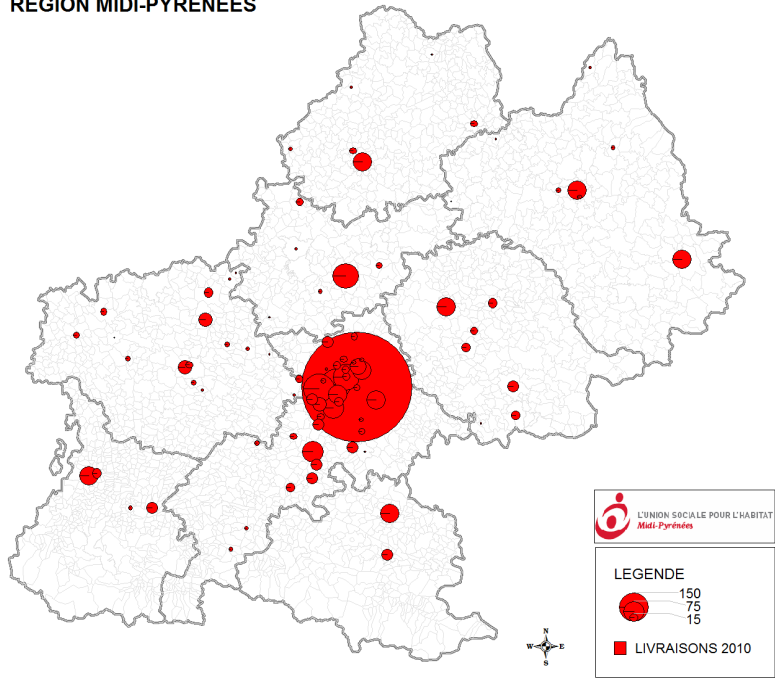 REGION MIDI-PYRENEES
L'UNION SOCIALE POUR L'HABITAT
Midi-Pyrénées
LEGENDE
150
75
15
LIVRAISONS 2010
N
W E
S